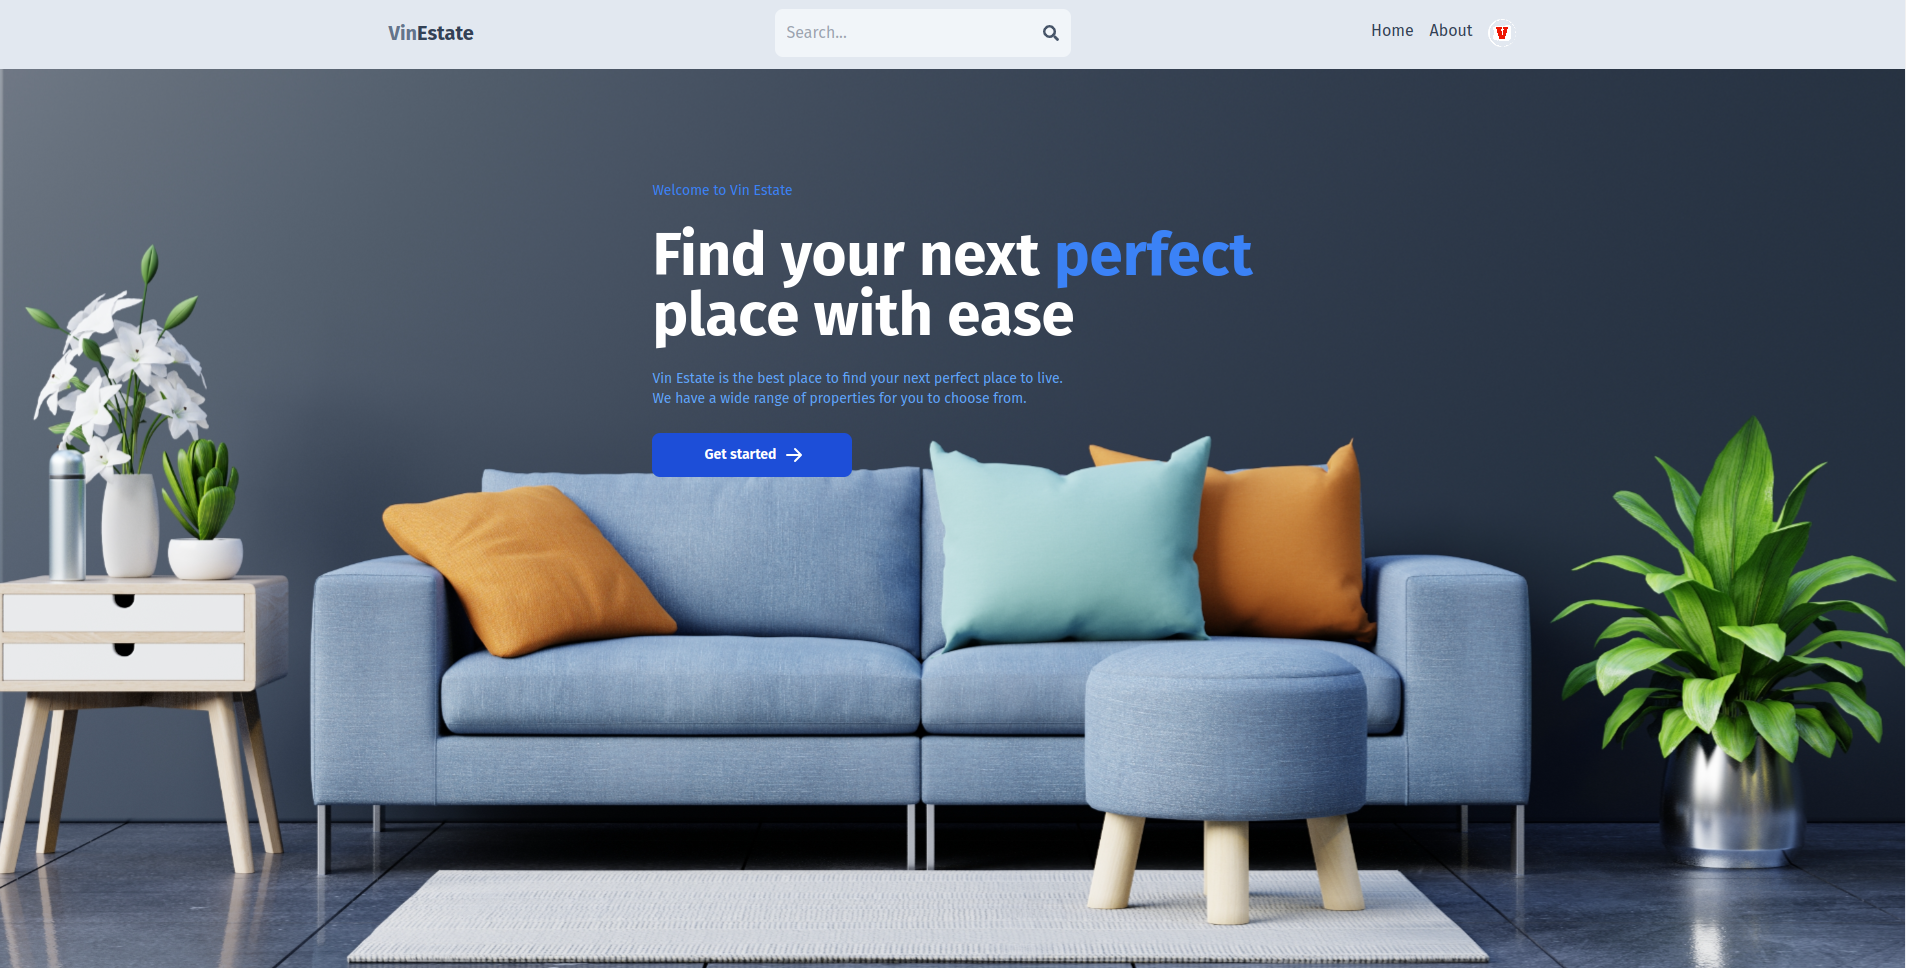 VinEstate
Search...
Home About V
Welcome to Vin Estate
Find your next perfect
place with ease
Vin Estate is the best place to find your next perfect place to live.
We have a wide range of properties for you to choose from.
Get started